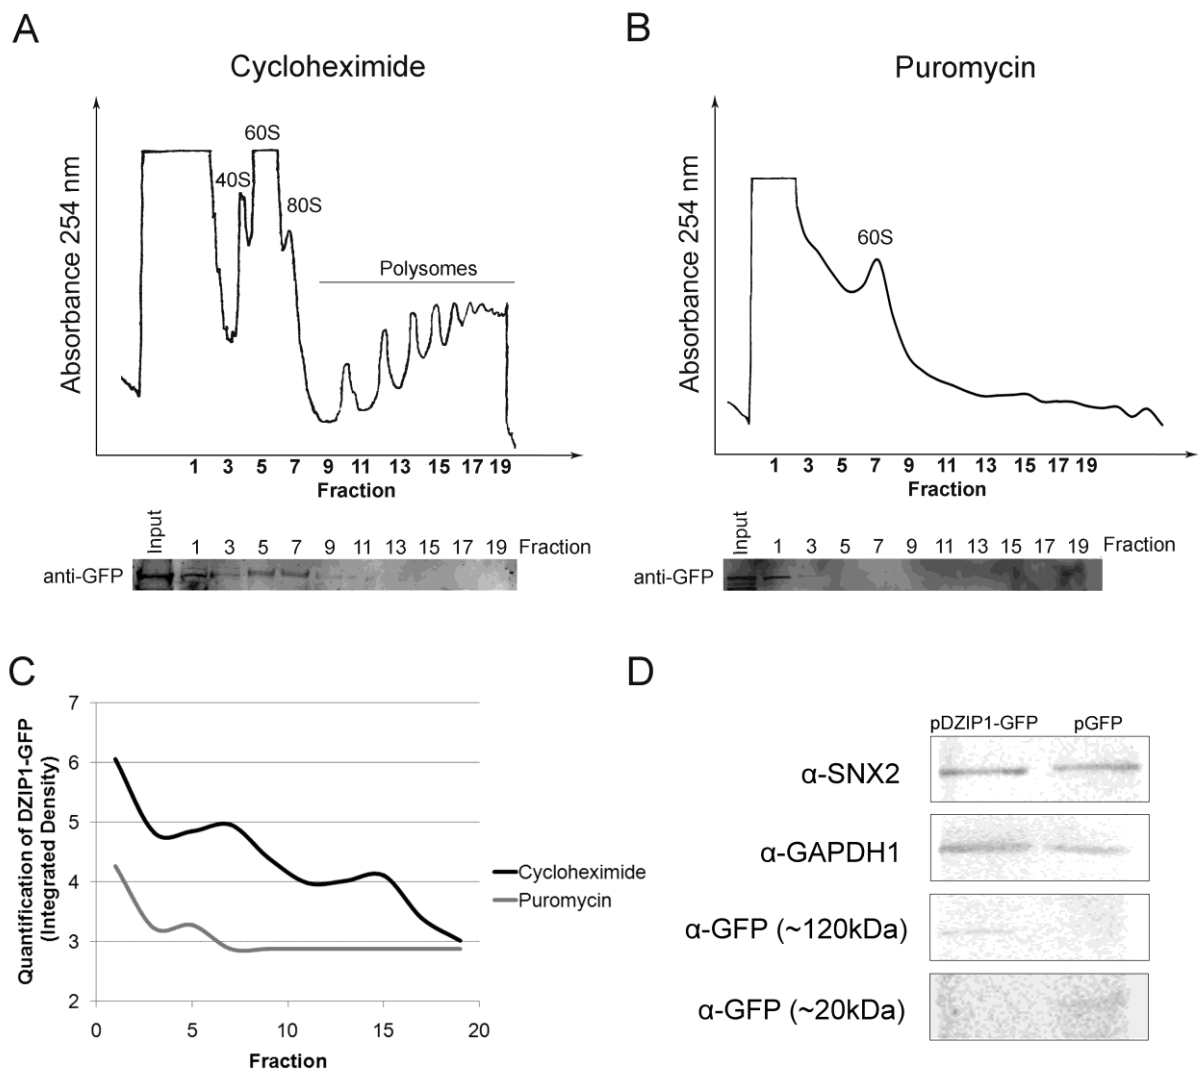 A
Cycloheximide
Absorbance 254 nm
40S
60S
80S
Polysomes
1 3 5 7 9 11 13 15 17 19
Fraction
Input 1 3 5 7 9 11 13 15 17 19 Fraction
anti-GFP
B
Puromycin
Absorbance 254 nm
60S
1 3 5 7 9 11 13 15 17 19
Fraction
Input 1 3 5 7 9 11 13 15 17 19 Fraction
anti-GFP
C
Quantification of DZIP1-GFP
(Integrated Density)
7
6
5
4
3
2
0 5 10 15 20
Fraction
Cycloheximide
Puromycin
D
pDZIP1-GFP pGFP
α-SNX2
α-GAPDH1
α-GFP (~120kDa)
α-GFP (~20kDa)